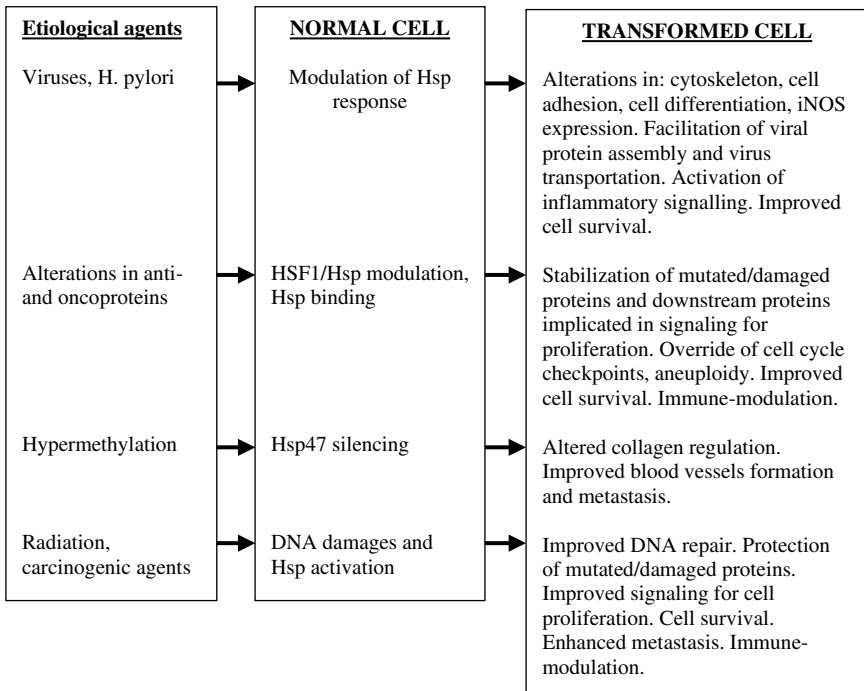 Etiological agents
Viruses, H. pylori
Alterations in anti-
and oncoproteins
Hypermethylation
Radiation,
carcinogenic agents
NORMAL CELL
Modulation of Hsp
response
HSF1/Hsp modulation,
Hsp binding
Hsp47 silencing
DNA damages and
Hsp activation
TRANSFORMED CELL
Alterations in: cytoskeleton, cell
adhesion, cell differentiation, iNOS
expression. Facilitation of viral
protein assembly and virus
transportation. Activation of
inflammatory signalling. Improved
cell survival.
Stabilization of mutated/damaged
proteins and downstream proteins
implicated in signaling for
proliferation. Override of cell cycle
checkpoints, aneuploidy. Improved
cell survival. Immune-modulation.
Altered collagen regulation.
Improved blood vessels formation
and metastasis.
Improved DNA repair. Protection
of mutated/damaged proteins.
Improved signaling for cell
proliferation. Cell survival.
Enhanced metastasis. Immune-
modulation.